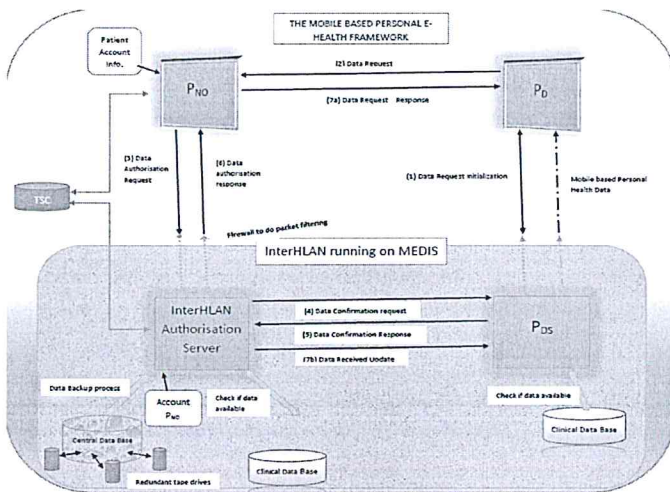 THE MOBILE BASED PERSONAL E-
HEALTH FRAMEWORK
Patient
Account
Info.
PNO
(2) Data Request
(7a) Data Request Response
PD
(3) Data
Authorisation
Request
(6) Data
authorisation
response
(1) Data Request initialization
Mobile based Personal
Health Data
TSC
Firewall to do packet filtering
InterHLAN running on MEDIS
InterHLAN
Authorisation
Server
(4) Data Confirmation request
(5) Data Confirmation Response
(7b) Data Received Update
PDS
Data Backup process
Account
PNO
Check if data
available
Check if data available
Central Data Base
Clinical Data Base
Clinical Data Base
Redundant tape drives